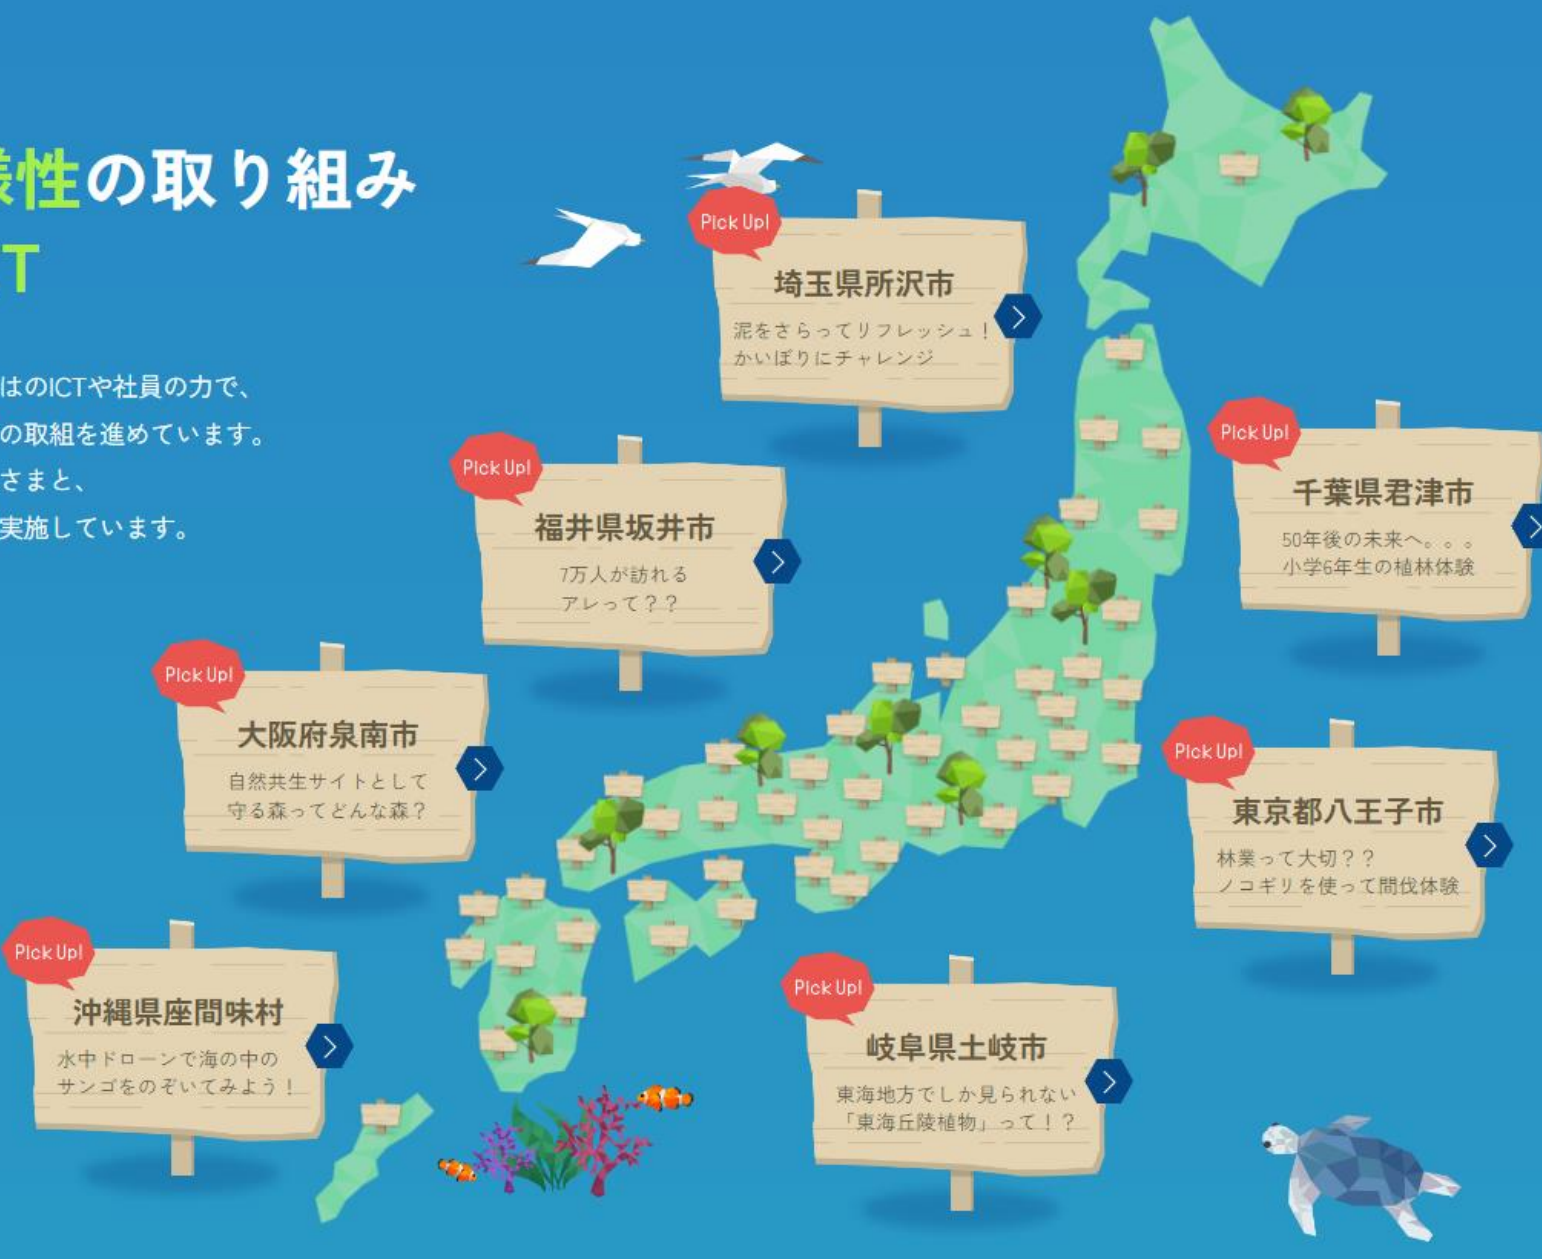 様性の取り組み
T
はのICTや社員の力で、
の取組を進めています。
さまと、
実施しています。
Pick Up!
埼玉県所沢市
泥をさらってリフレッシュ！
かいぼりにチャレンジ
Pick Up!
福井県坂井市
7万人が訪れる
アレって？？
Pick Up!
千葉県君津市
50年後の未来へ。。。
小学6年生の植林体験
Pick Up!
大阪府泉南市
自然共生サイトとして
守る森ってどんな森？
Pick Up!
東京都八王子市
林業って大切？？
ノコギリを使って間伐体験
Pick Up!
沖縄県座間味村
水中ドローンで海の中の
サンゴをのぞいてみよう！
Pick Up!
岐阜県土岐市
東海地方でしか見られない
「東海丘陵植物」って！？